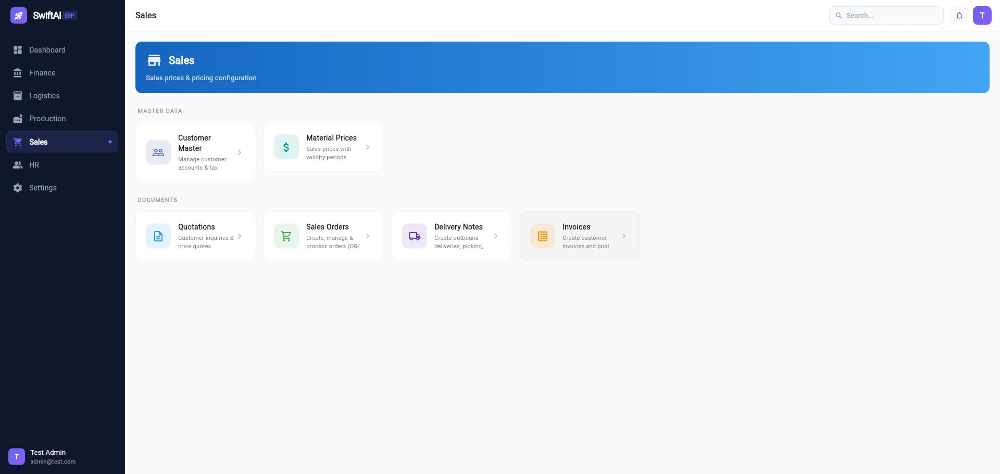 SwiftAI ERP
Sales
Search...
T
Dashboard
Finance
Logistics
Production
Sales
HR
Settings
Sales
Sales prices & pricing configuration
MASTER DATA
Customer
Master
Manage customer
accounts & tax
Material Prices
Sales prices with
validity periods
DOCUMENTS
Quotations
Customer inquiries &
price quotes
Sales Orders
Create, manage &
process orders (OR/
Delivery Notes
Create outbound
deliveries, picking,
Invoices
Create customer
invoices and post
T
Test Admin
admin@test.com